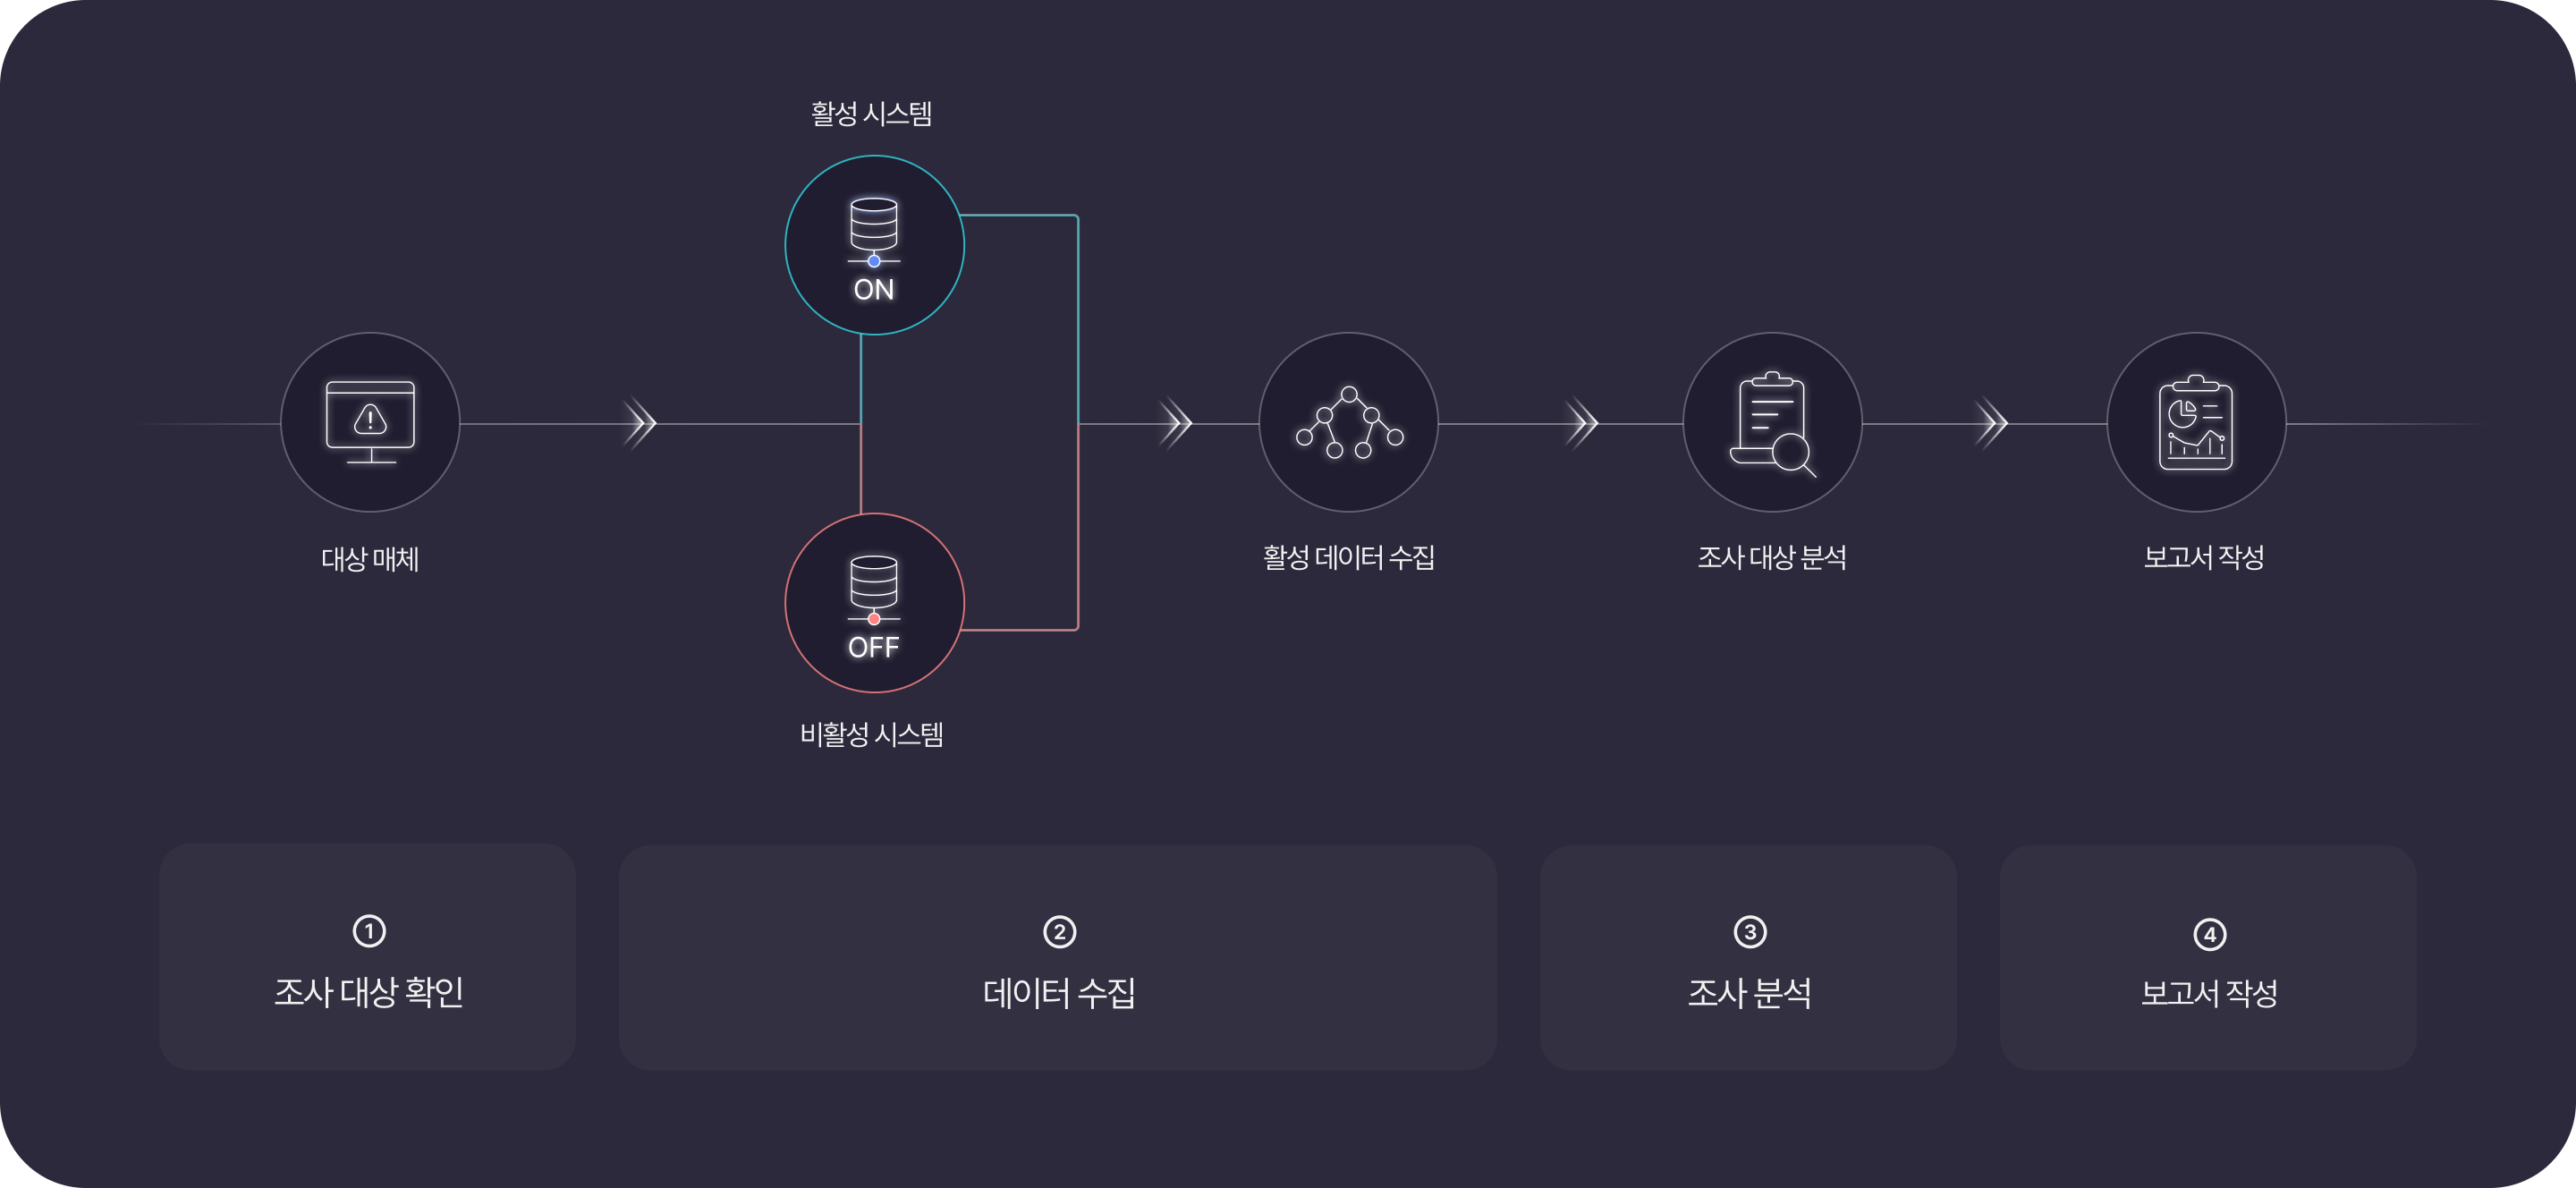 활성 시스템
ON
대상 매체
OFF
비활성 시스템
활성 데이터 수집
조사 대상 분석
보고서 작성
1
조사 대상 확인
2
데이터 수집
3
조사 분석
4
보고서 작성